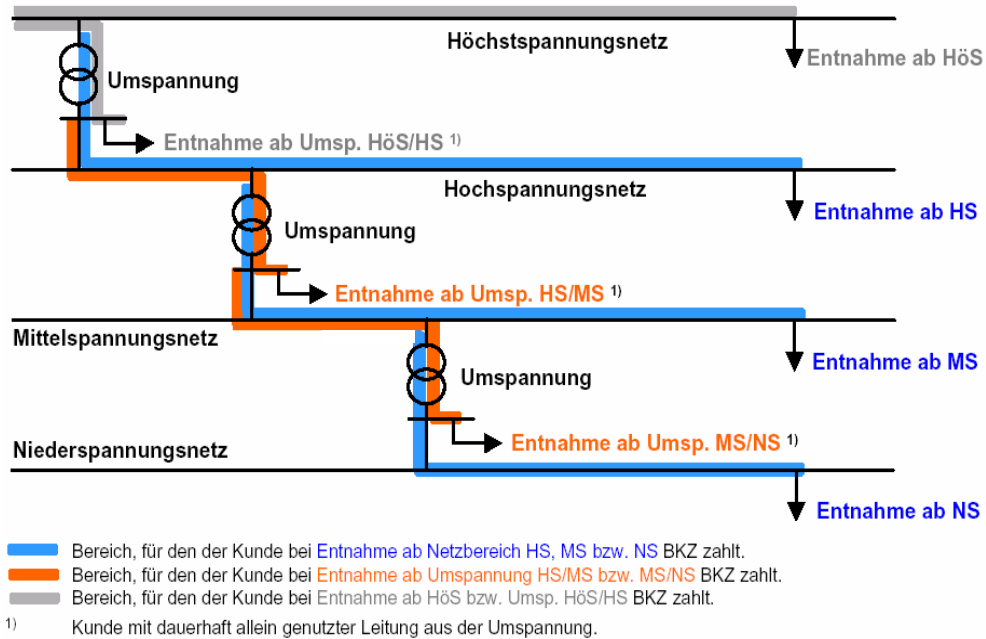 Höchstspannungsnetz
Entnahme ab HöS
Umspannung
Entnahme ab Umsp. HöS/HS 1)
Hochspannungsnetz
Entnahme ab HS
Umspannung
Entnahme ab Umsp. HS/MS 1)
Mittelspannungsnetz
Entnahme ab MS
Umspannung
Entnahme ab Umsp. MS/NS 1)
Niederspannungsnetz
Entnahme ab NS
Bereich, für den der Kunde bei Entnahme ab Netzbereich HS, MS bzw. NS BKZ zahlt.
Bereich, für den der Kunde bei Entnahme ab Umspannung HS/MS bzw. MS/NS BKZ zahlt.
Bereich, für den der Kunde bei Entnahme ab HöS bzw. Umsp. HöS/HS BKZ zahlt.
1) Kunde mit dauerhaft allein genutzter Leitung aus der Umspannung.